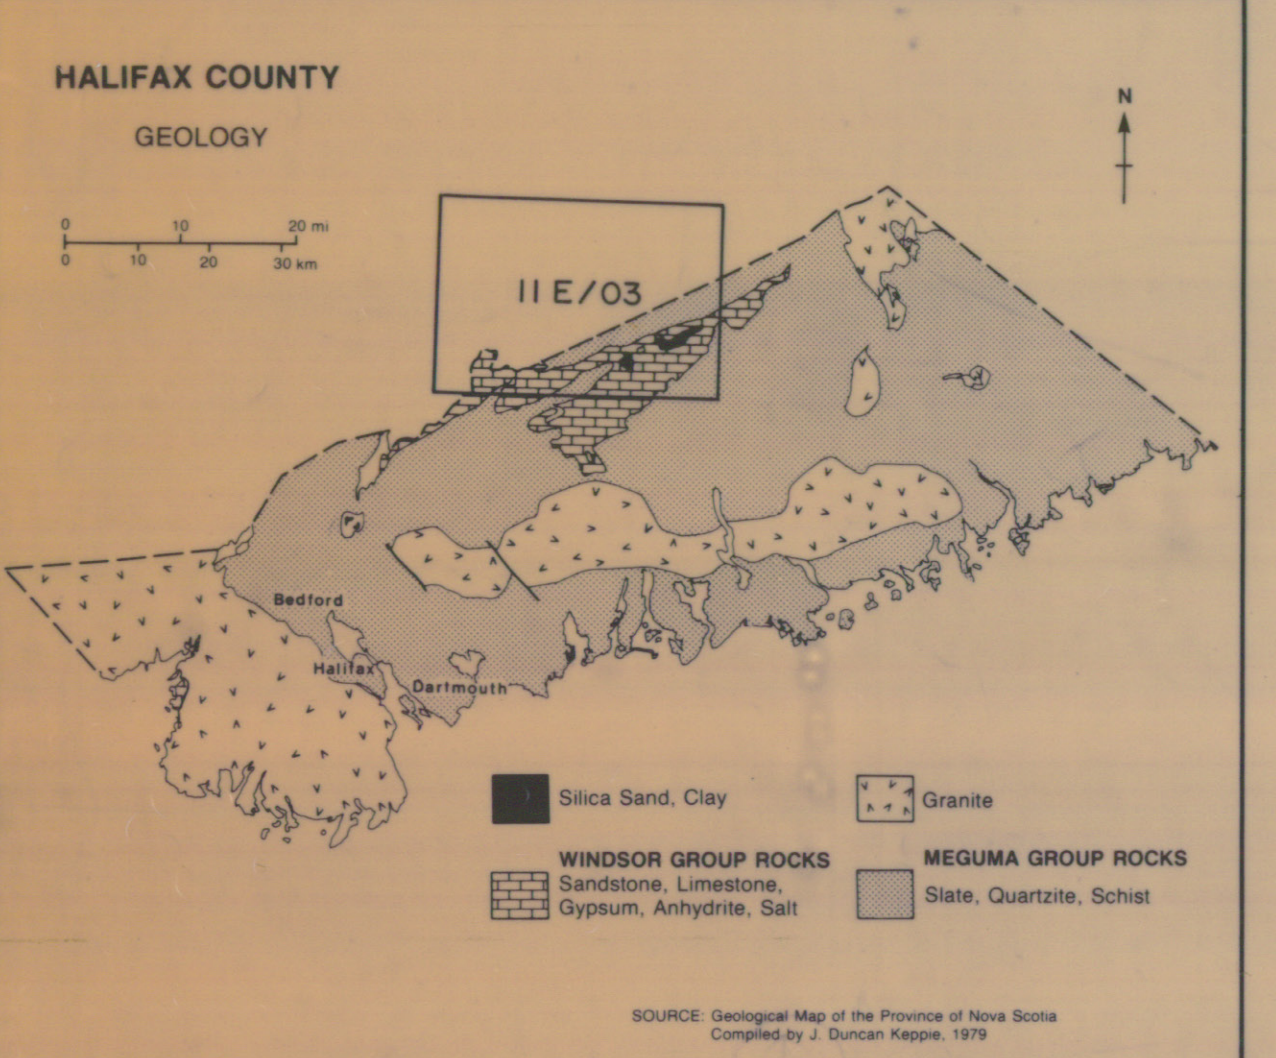 HALIFAX COUNTY
GEOLOGY
N
0 10 20 mi
0 10 20 30 km
11 E/03
Bedford
Halifax
Dartmouth
Silica Sand, Clay
Granite
WINDSOR GROUP ROCKS
Sandstone, Limestone,
Gypsum, Anhydrite, Salt
MEGUMA GROUP ROCKS
Slate, Quartzite, Schist
SOURCE: Geological Map of the Province of Nova Scotia
Compiled by J. Duncan Keppie, 1979